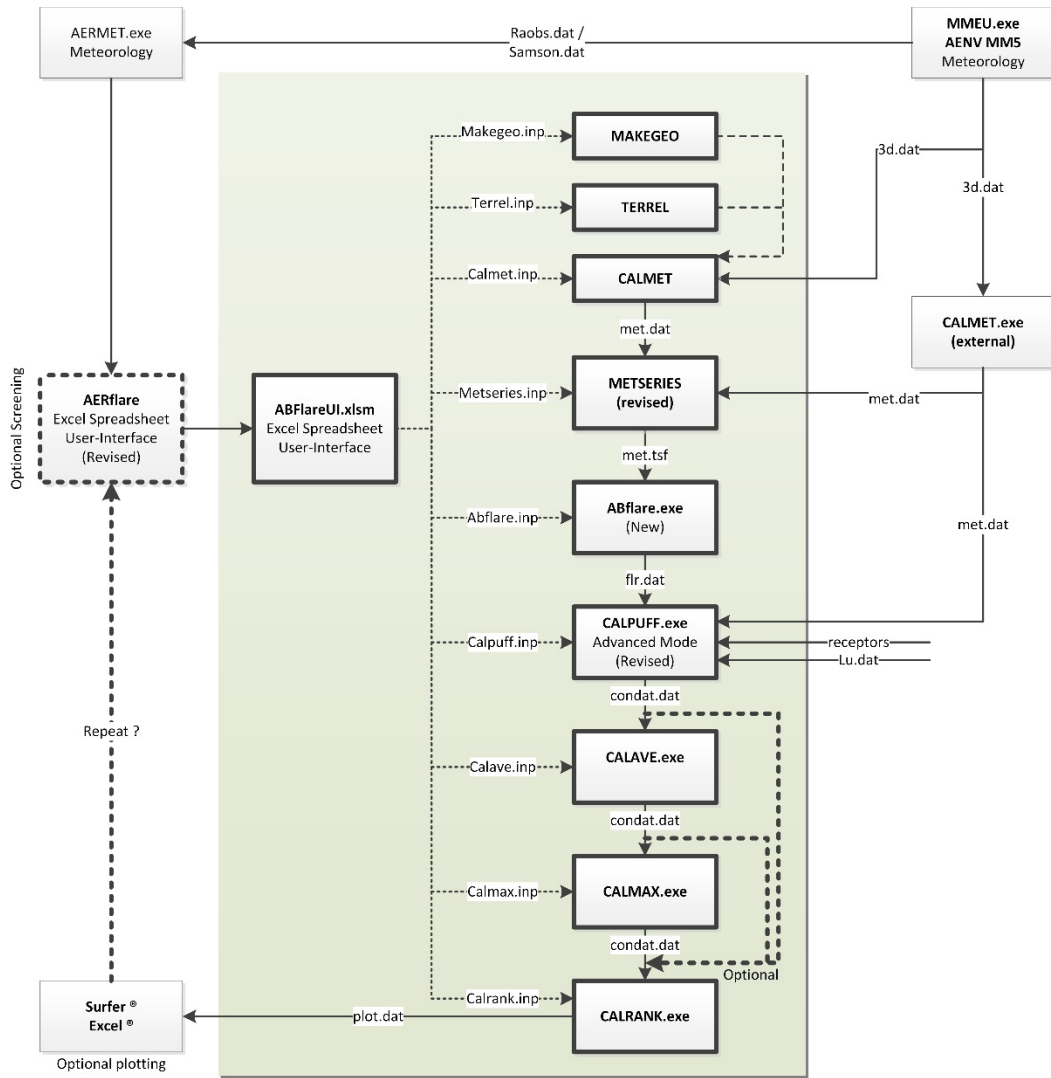 AERMET.exe
Meteorology
Raobs.dat /
Samson.dat
MMEU.exe
AENV MM5
Meteorology
Makegeo.inp
MAKEGEO
3d.dat
3d.dat
Terrel.inp
TERREL
Calmet.inp
CALMET
CALMET.exe
(external)
met.dat
Optional Screening
AERflare
Excel Spreadsheet
User-Interface
(Revised)
ABFlareUI.xlsm
Excel Spreadsheet
User-Interface
Metseries.inp
METSERIES
(revised)
met.dat
met.tsf
Abflare.inp
ABflare.exe
(New)
met.dat
flr.dat
Calpuff.inp
CALPUFF.exe
Advanced Mode
(Revised)
receptors
Lu.dat
condat.dat
Repeat ?
Calave.inp
CALAVE.exe
condat.dat
Calmax.inp
CALMAX.exe
condat.dat
Optional
Surfer ®
Excel ®
Optional plotting
plot.dat
Calrank.inp
CALRANK.exe